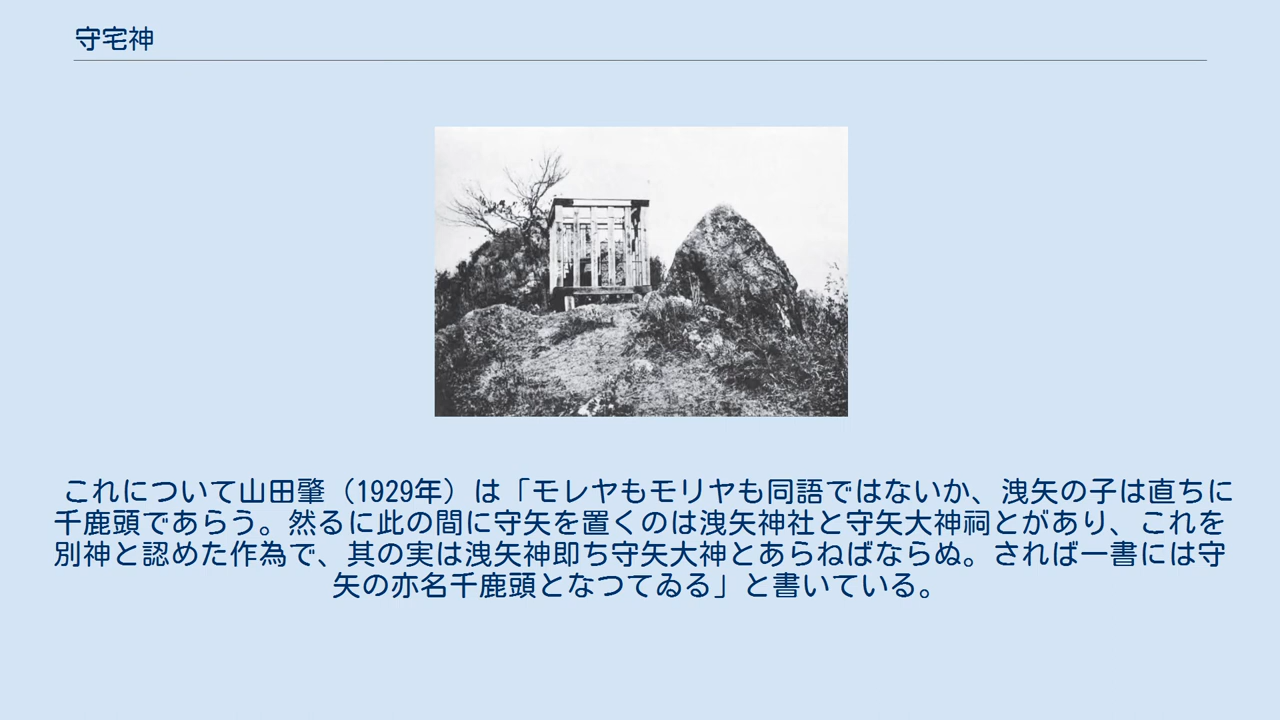 守宅神
これについて山田肇（1929年）は「モレヤもモリヤも同語ではないか、洩矢の子は直ちに
千鹿頭であらう。然るに此の間に守矢を置くのは洩矢神社と守矢大神祠とがあり、これを
別神と認めた作為で、其の実は洩矢神即ち守矢大神とあらねばならぬ。されば一書には守
矢の亦名千鹿頭となつてゐる」と書いている。